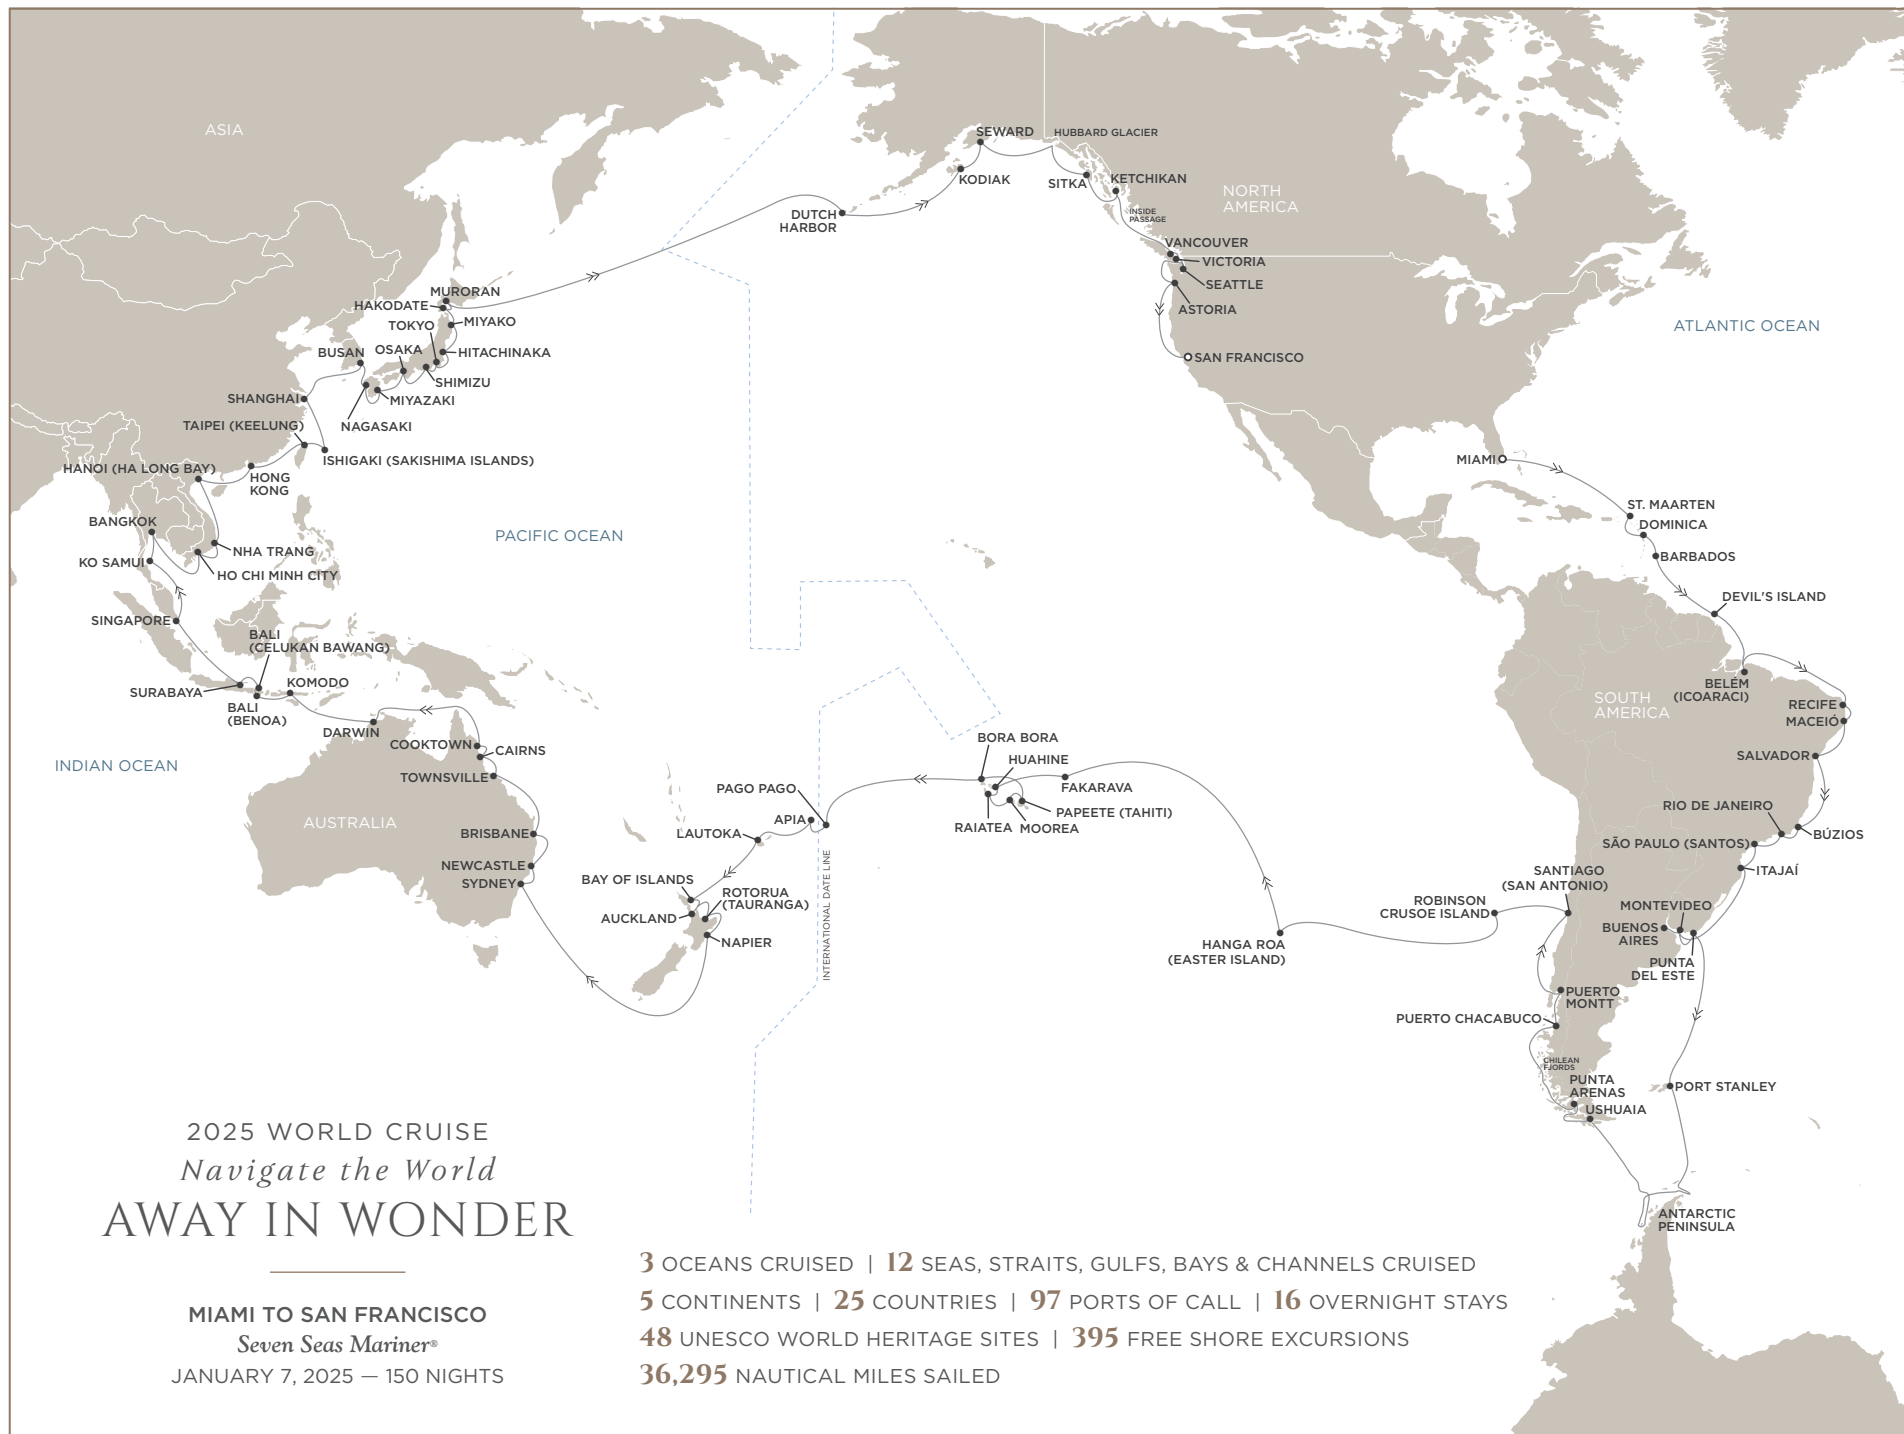 ASIA
SEWARD
HUBBARD GLACIER
KODIAK
SITKA
KETCHIKAN
NORTH
AMERICA
INSIDE
PASSAGE
DUTCH
HARBOR
VANCOUVER
VICTORIA
SEATTLE
ASTORIA
SAN FRANCISCO
ATLANTIC OCEAN
MURORAN
HAKODATE
MIYAKO
TOKYO
HITACHINAKA
OSAKA
BUSAN
SHIMIZU
MIYAZAKI
SHANGHAI
NAGASAKI
TAIPEI (KEELUNG)
ISHIGAKI (SAKISHIMA ISLANDS)
HANOI (HA LONG BAY)
HONG
KONG
BANGKOK
NHA TRANG
KO SAMUI
HO CHI MINH CITY
PACIFIC OCEAN
SINGAPORE
BALI
(CELUKAN BAWANG)
KOMODO
SURABAYA
BALI
(BENOA)
DARWIN
COOKTOWN
CAIRNS
TOWNSVILLE
INDIAN OCEAN
AUSTRALIA
BRISBANE
NEWCASTLE
SYDNEY
MIAMI
ST. MAARTEN
DOMINICA
BARBADOS
DEVIL'S ISLAND
BELÉM
(ICOARACI)
SOUTH
AMERICA
RECIFE
MACEIÓ
SALVADOR
RIO DE JANEIRO
BÚZIOS
SÃO PAULO (SANTOS)
ITAJAÍ
SANTIAGO
(SAN ANTONIO)
MONTEVIDEO
BUENOS
AIRES
PUNTA
DEL ESTE
ROBINSON
CRUSOE ISLAND
HANGA ROA
(EASTER ISLAND)
PUERTO
MONTT
PUERTO CHACABUCO
CHILEAN
FJORDS
PUNTA
ARENAS
USHUAIA
PORT STANLEY
ANTARCTIC
PENINSULA
BORA BORA
HUAHINE
FAKARAVA
PAPEETE (TAHITI)
RAIATEA
MOOREA
PAGO PAGO
APIA
LAUTOKA
BAY OF ISLANDS
ROTORUA
(TAURANGA)
AUCKLAND
NAPIER
INTERNATIONAL DATE LINE
2025 WORLD CRUISE
Navigate the World
AWAY IN WONDER
MIAMI TO SAN FRANCISCO
Seven Seas Mariner®
JANUARY 7, 2025 — 150 NIGHTS
3 OCEANS CRUISED | 12 SEAS, STRAITS, GULFS, BAYS & CHANNELS CRUISED
5 CONTINENTS | 25 COUNTRIES | 97 PORTS OF CALL | 16 OVERNIGHT STAYS
48 UNESCO WORLD HERITAGE SITES | 395 FREE SHORE EXCURSIONS
36,295 NAUTICAL MILES SAILED